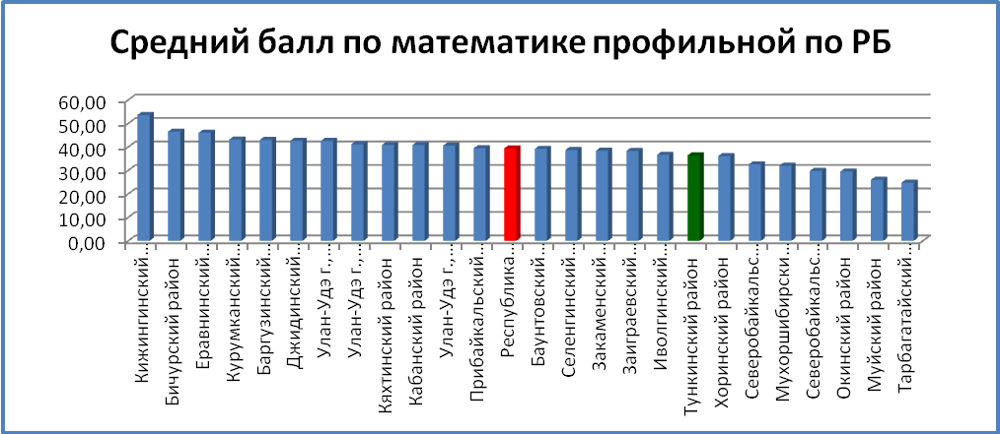 Средний балл по математике профильной по РБ
60,00
50,00
40,00
30,00
20,00
10,00
0,00
Кижингинский…
Бичурский район
Еравнинский…
Курумканский…
Баргузинский…
Джидинский…
Улан-Удэ г.,…
Улан-Удэ г.,…
Кяхтинский район
Кабанский район
Улан-Удэ г.,…
Прибайкальский…
Республика…
Баунтовский…
Селенгинский…
Закаменский…
Заиграевский…
Иволгинский…
Тункинский район
Хоринский район
Северобайкальс…
Мухоршибирски…
Северобайкальс…
Окинский район
Муйский район
Тарбагатайский…